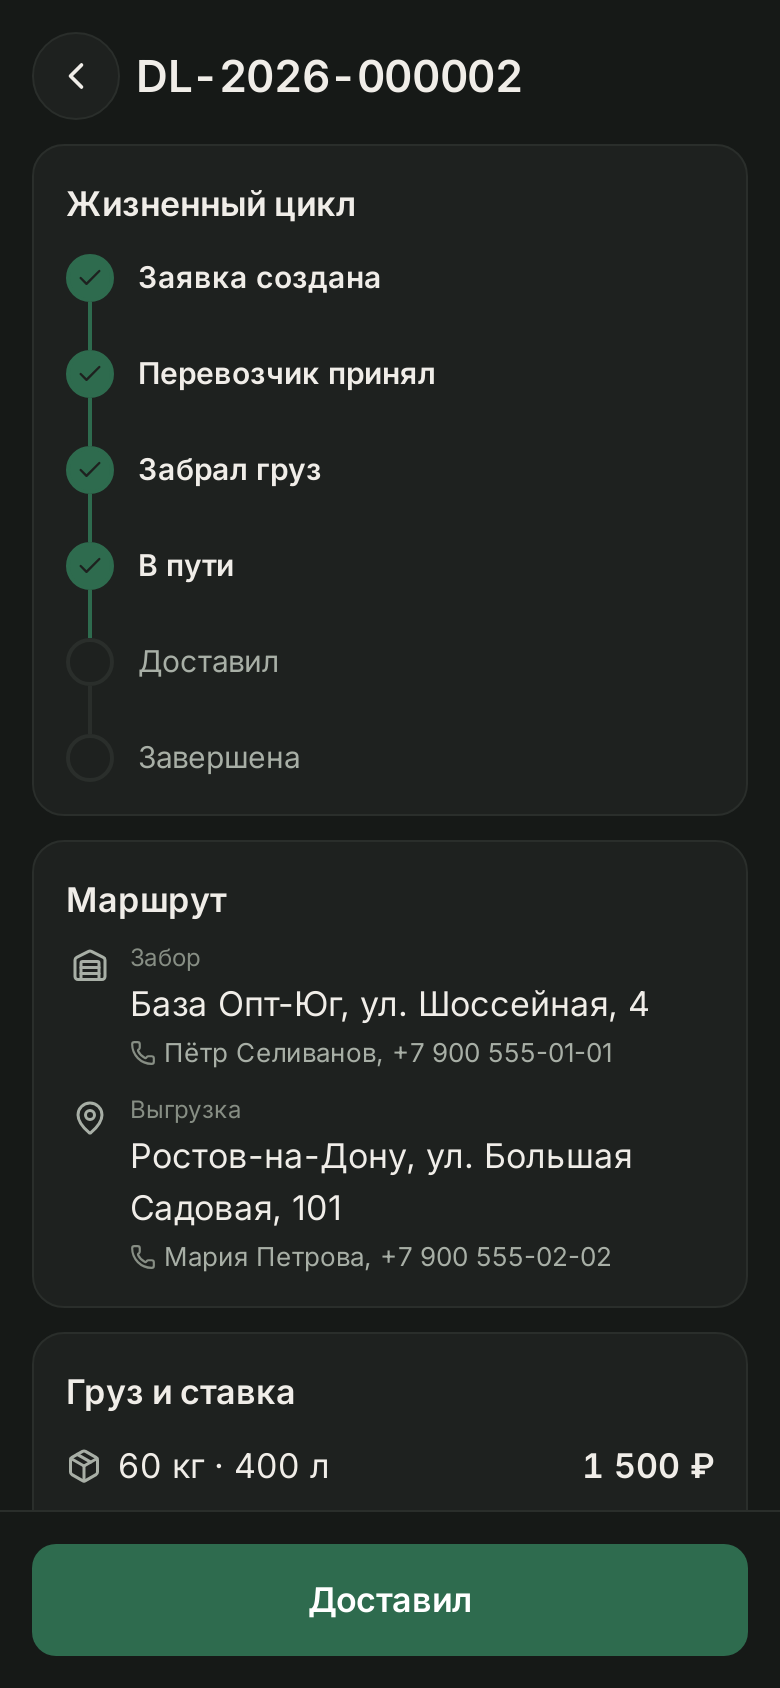 DL-2026-000002
Жизненный цикл
Заявка создана
Перевозчик принял
Забрал груз
В пути
Доставил
Завершена
Маршрут
Забор
База Опт-Юг, ул. Шоссейная, 4
Пётр Селиванов, +7 900 555-01-01
Выгрузка
Ростов-на-Дону, ул. Большая
Садовая, 101
Мария Петрова, +7 900 555-02-02
Груз и ставка
60 кг · 400 л
1 500 ₽
Доставил